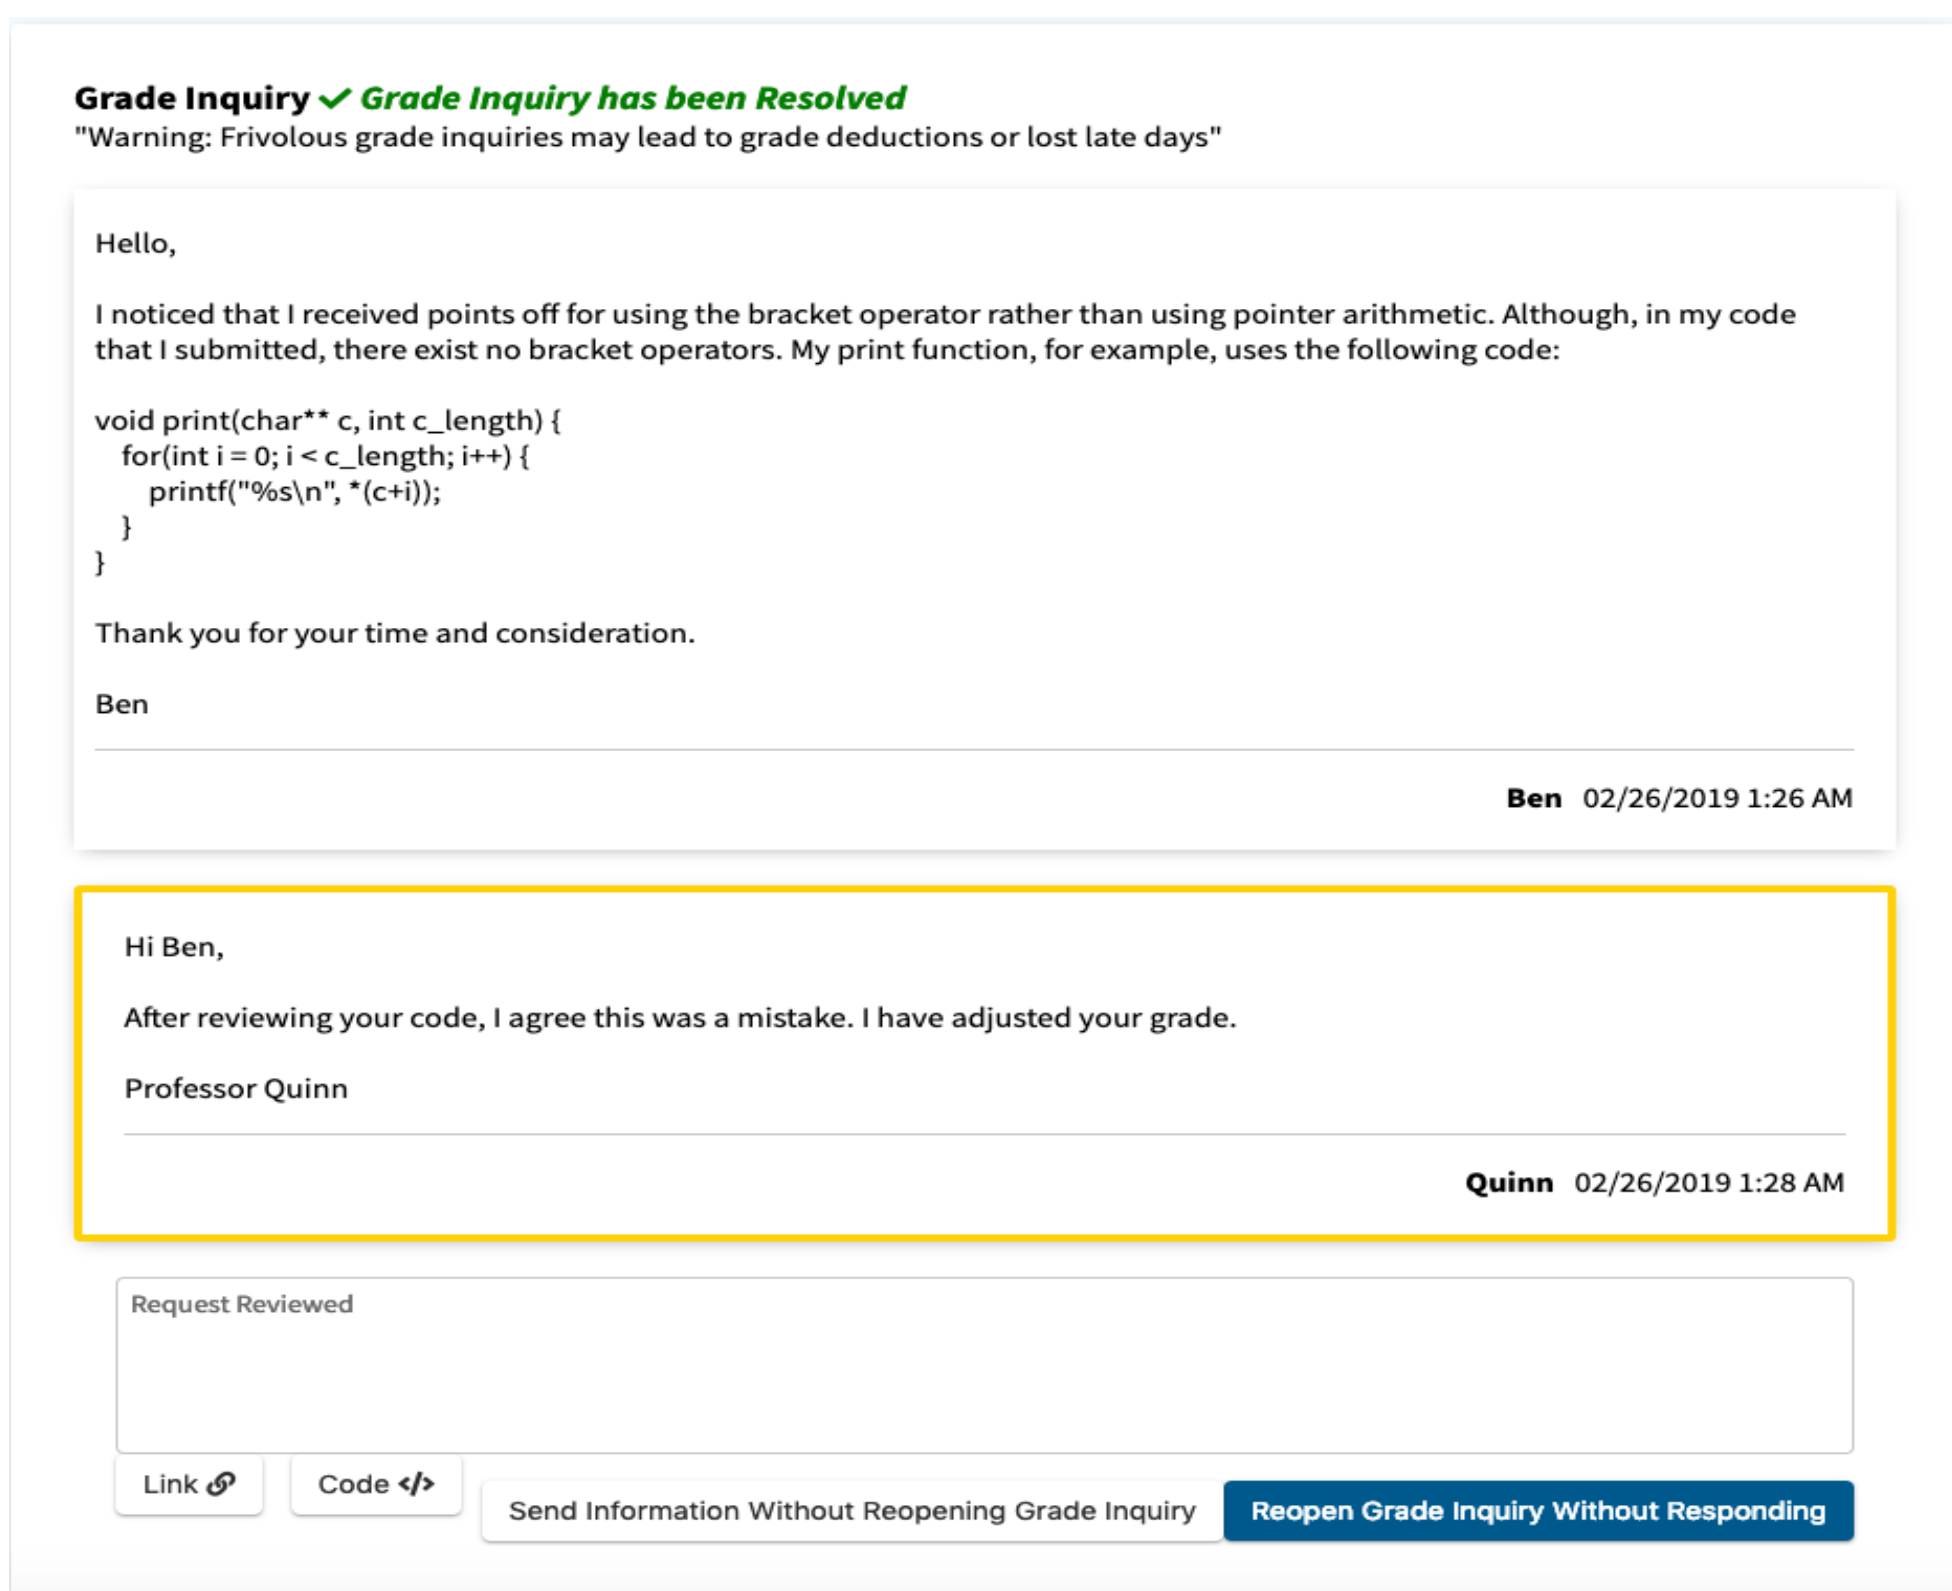 Grade Inquiry ✓ Grade Inquiry has been Resolved
"Warning: Frivolous grade inquiries may lead to grade deductions or lost late days"
Hello,
I noticed that I received points off for using the bracket operator rather than using pointer arithmetic. Although, in my code
that I submitted, there exist no bracket operators. My print function, for example, uses the following code:
void print(char** c, int c_length) {
for(int i = 0; i < c_length; i++) {
printf("%s\n", *(c+i));
}
}
Thank you for your time and consideration.
Ben
Ben 02/26/2019 1:26 AM
Hi Ben,
After reviewing your code, I agree this was a mistake. I have adjusted your grade.
Professor Quinn
Quinn 02/26/2019 1:28 AM
Request Reviewed
Link Code </>
Send Information Without Reopening Grade Inquiry Reopen Grade Inquiry Without Responding